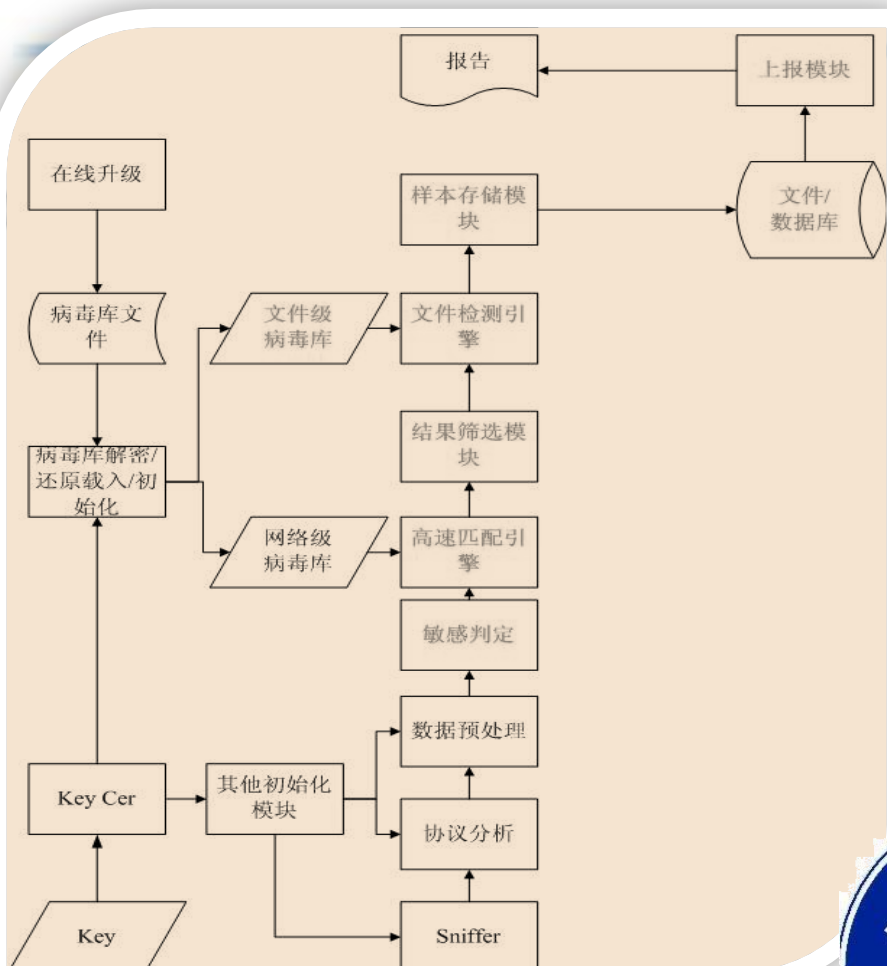 报告
上报模块
在线升级
样本存储模
块
文件/
数据库
病毒库文
件
文件级
病毒库
文件检测引
擎
结果筛选模
块
病毒库解密/
还原载入/初
始化
网络级
病毒库
高速匹配引
擎
敏感判定
数据预处理
Key Cer
其他初始化
模块
协议分析
Key
Sniffer